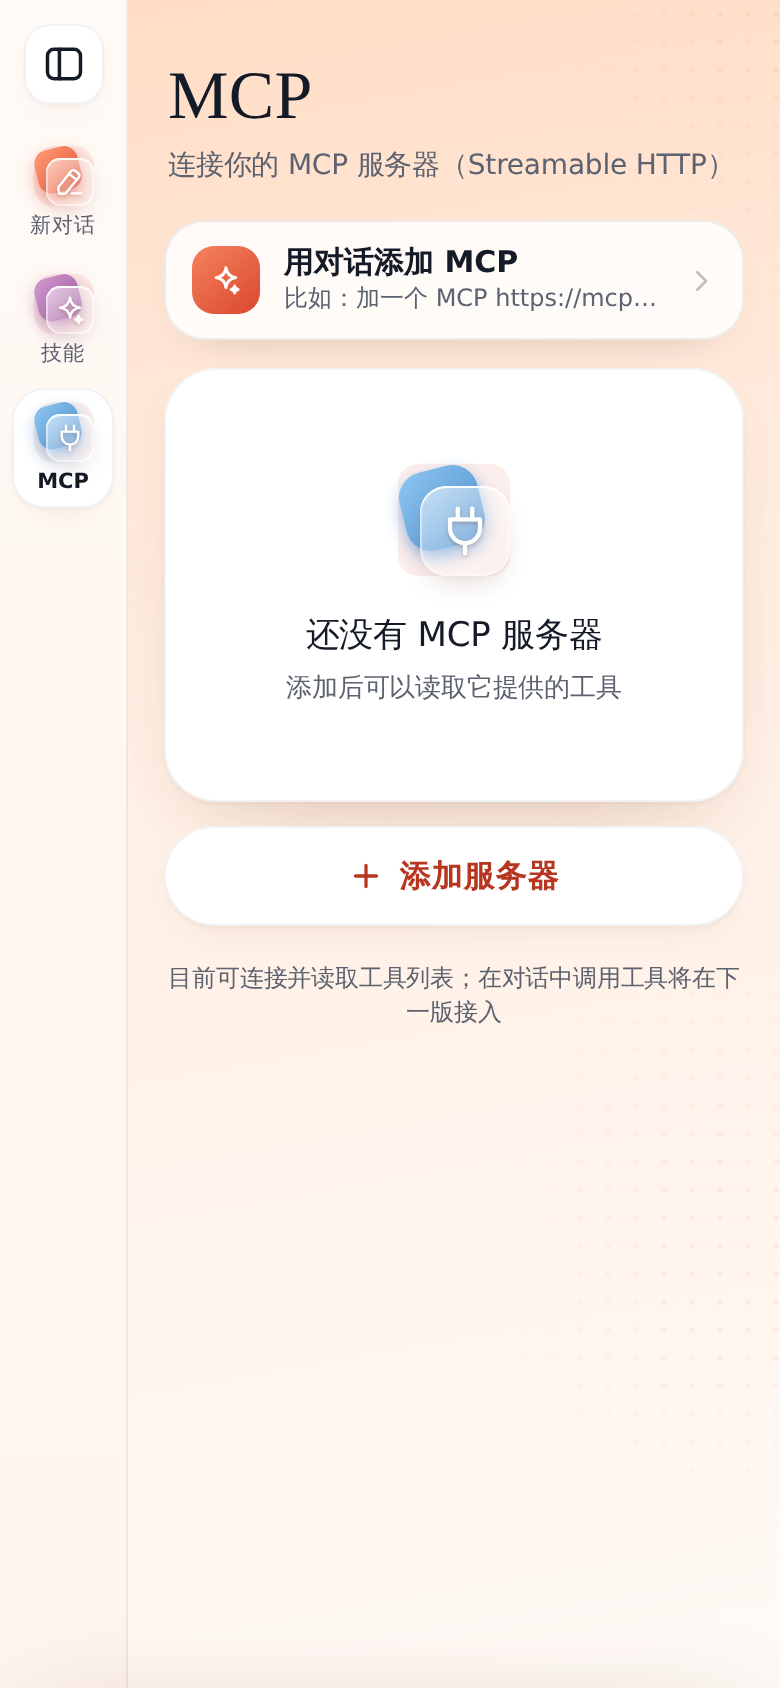 新对话
技能
MCP
MCP
连接你的 MCP 服务器（Streamable HTTP）
用对话添加 MCP
比如：加一个 MCP https://mcp...
还没有 MCP 服务器
添加后可以读取它提供的工具
+ 添加服务器
目前可连接并读取工具列表；在对话中调用工具将在下
一版接入